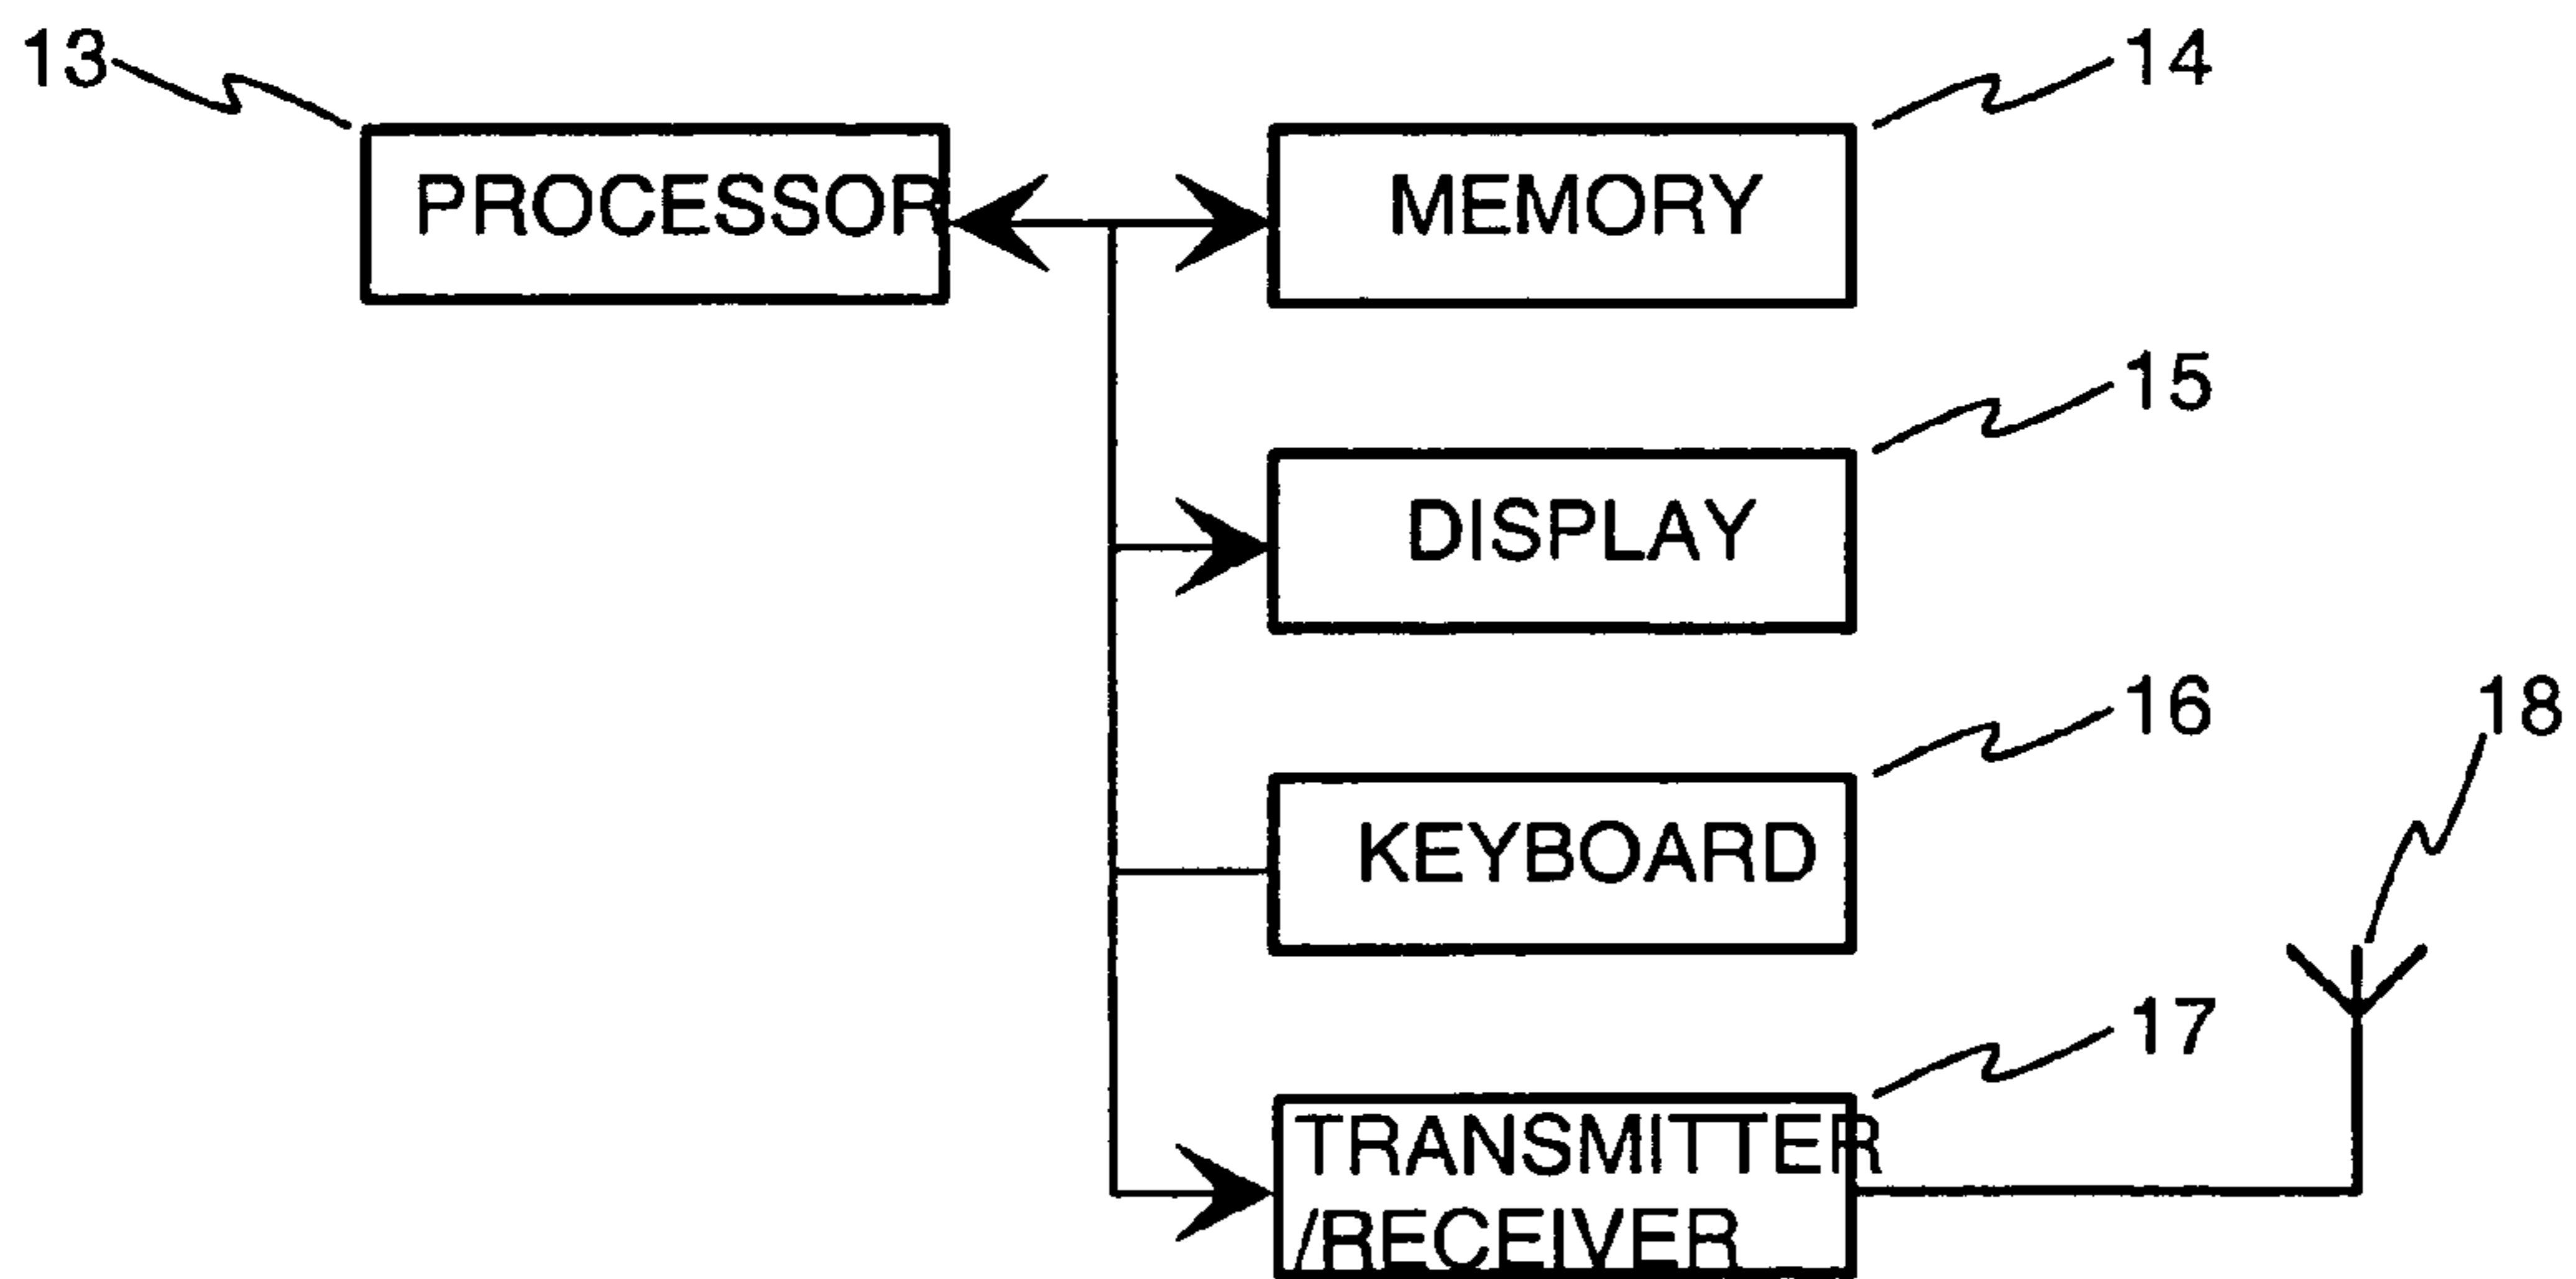 13
14
PROCESSOR
MEMORY
15
DISPLAY
16
18
KEYBOARD
17
TRANSMITTER
/RECEIVER